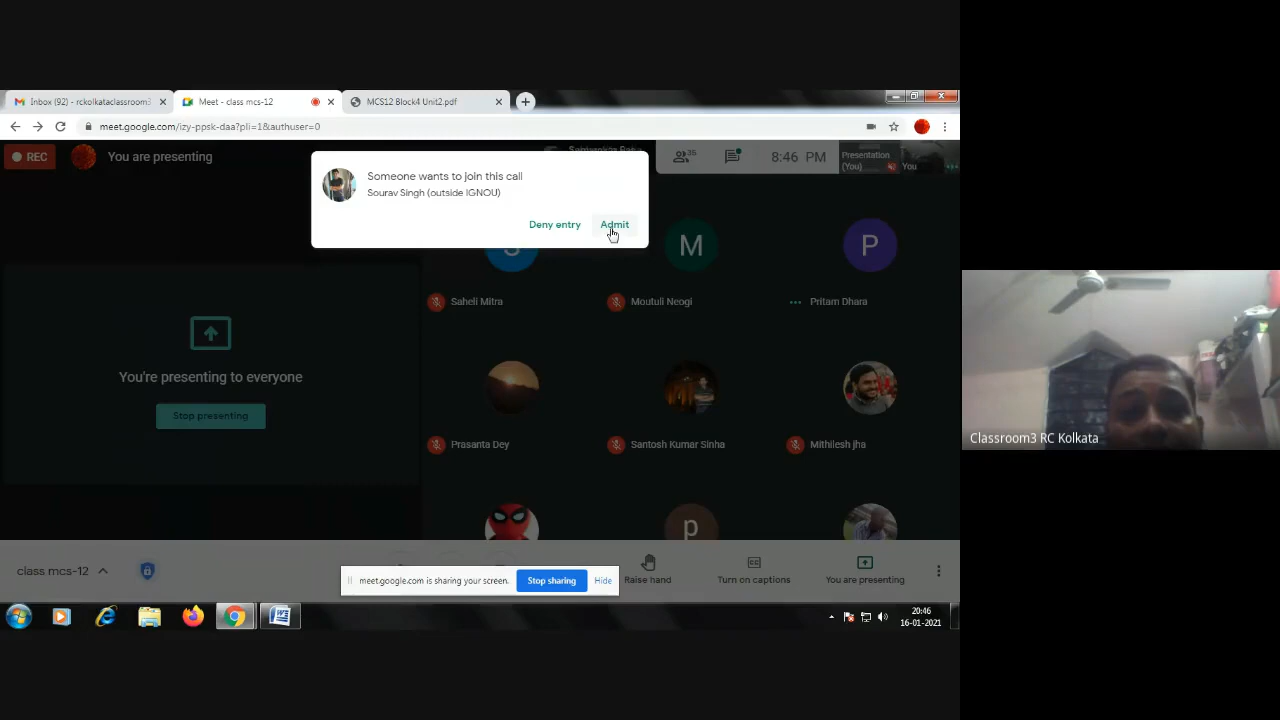 Inbox (92) - rckolkataclassroom3
Meet - class mcs-12
MCS12 Block4 Unit2.pdf
meet.google.com/izy-ppsk-daa?pli=1&authuser=0
REC
You are presenting
36
8:46 PM
Presentation
(You)
You
Someone wants to join this call
Sourav Singh (outside IGNOU)
Deny entry
Admit
S
M
P
Saheli Mitra
Moutuli Neogi
Pritam Dhara
You're presenting to everyone
Stop presenting
Prasanta Dey
Santosh Kumar Sinha
Mithilesh jha
p
Classroom3 RC Kolkata
class mcs-12
meet.google.com is sharing your screen.
Stop sharing
Hide
Raise hand
Turn on captions
You are presenting
20:46
16-01-2021